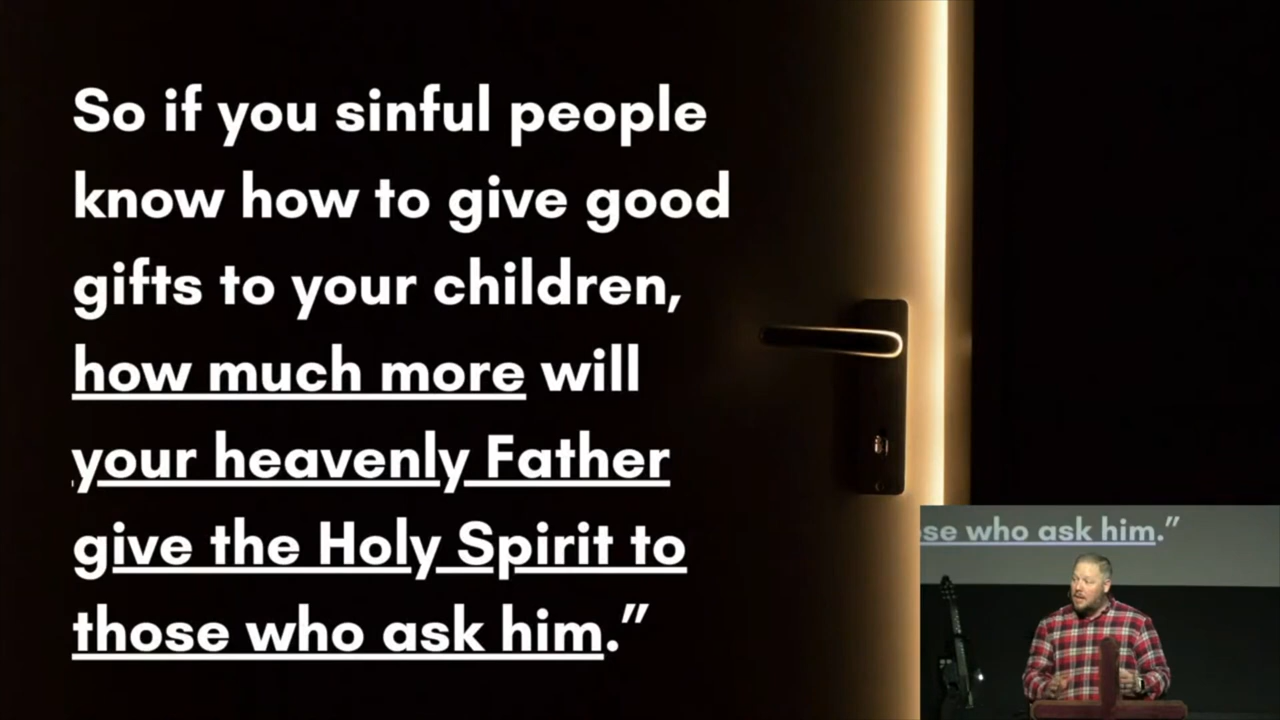 So if you sinful people
know how to give good
gifts to your children,
how much more will
your heavenly Father
give the Holy Spirit to
those who ask him.”
who ask him.”